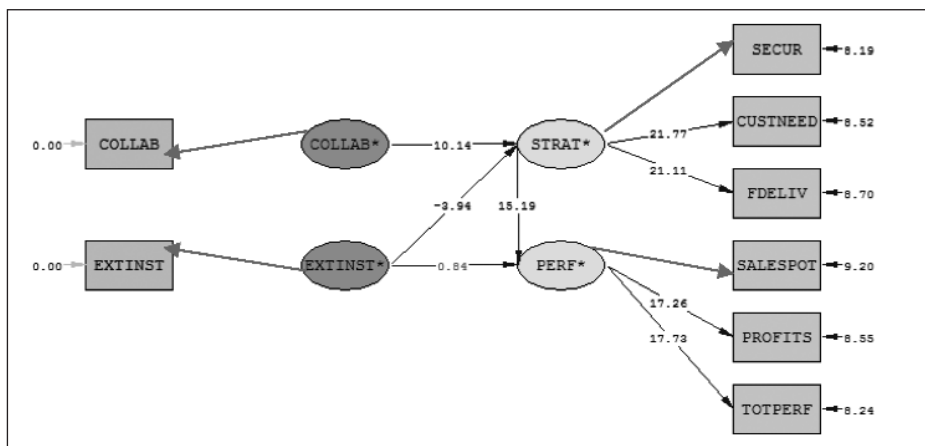 SECUR
8.19
CUSTNEED
8.52
21.77
0.00
COLLAB
COLLAB*
10.14
STRAT*
21.11
FDELIV
8.70
-3.94
15.19
0.00
EXTINST
EXTINST*
0.84
PERF*
SALESPOT
9.20
17.26
PROFITS
8.55
17.73
TOTPERF
8.24